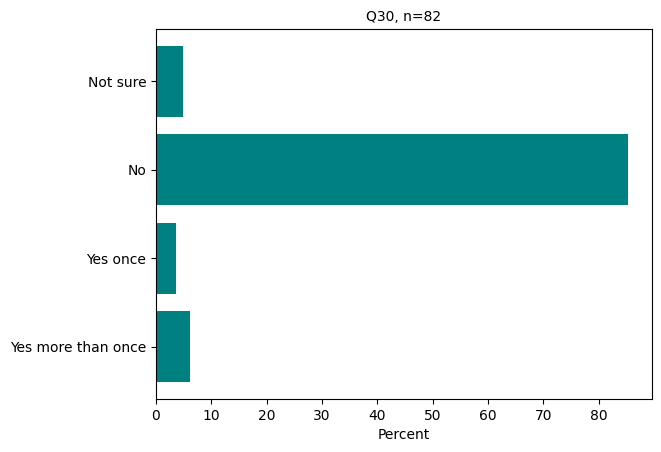 Q30, n=82
Not sure
No
Yes once
Yes more than once
0 10 20 30 40 50 60 70 80
Percent